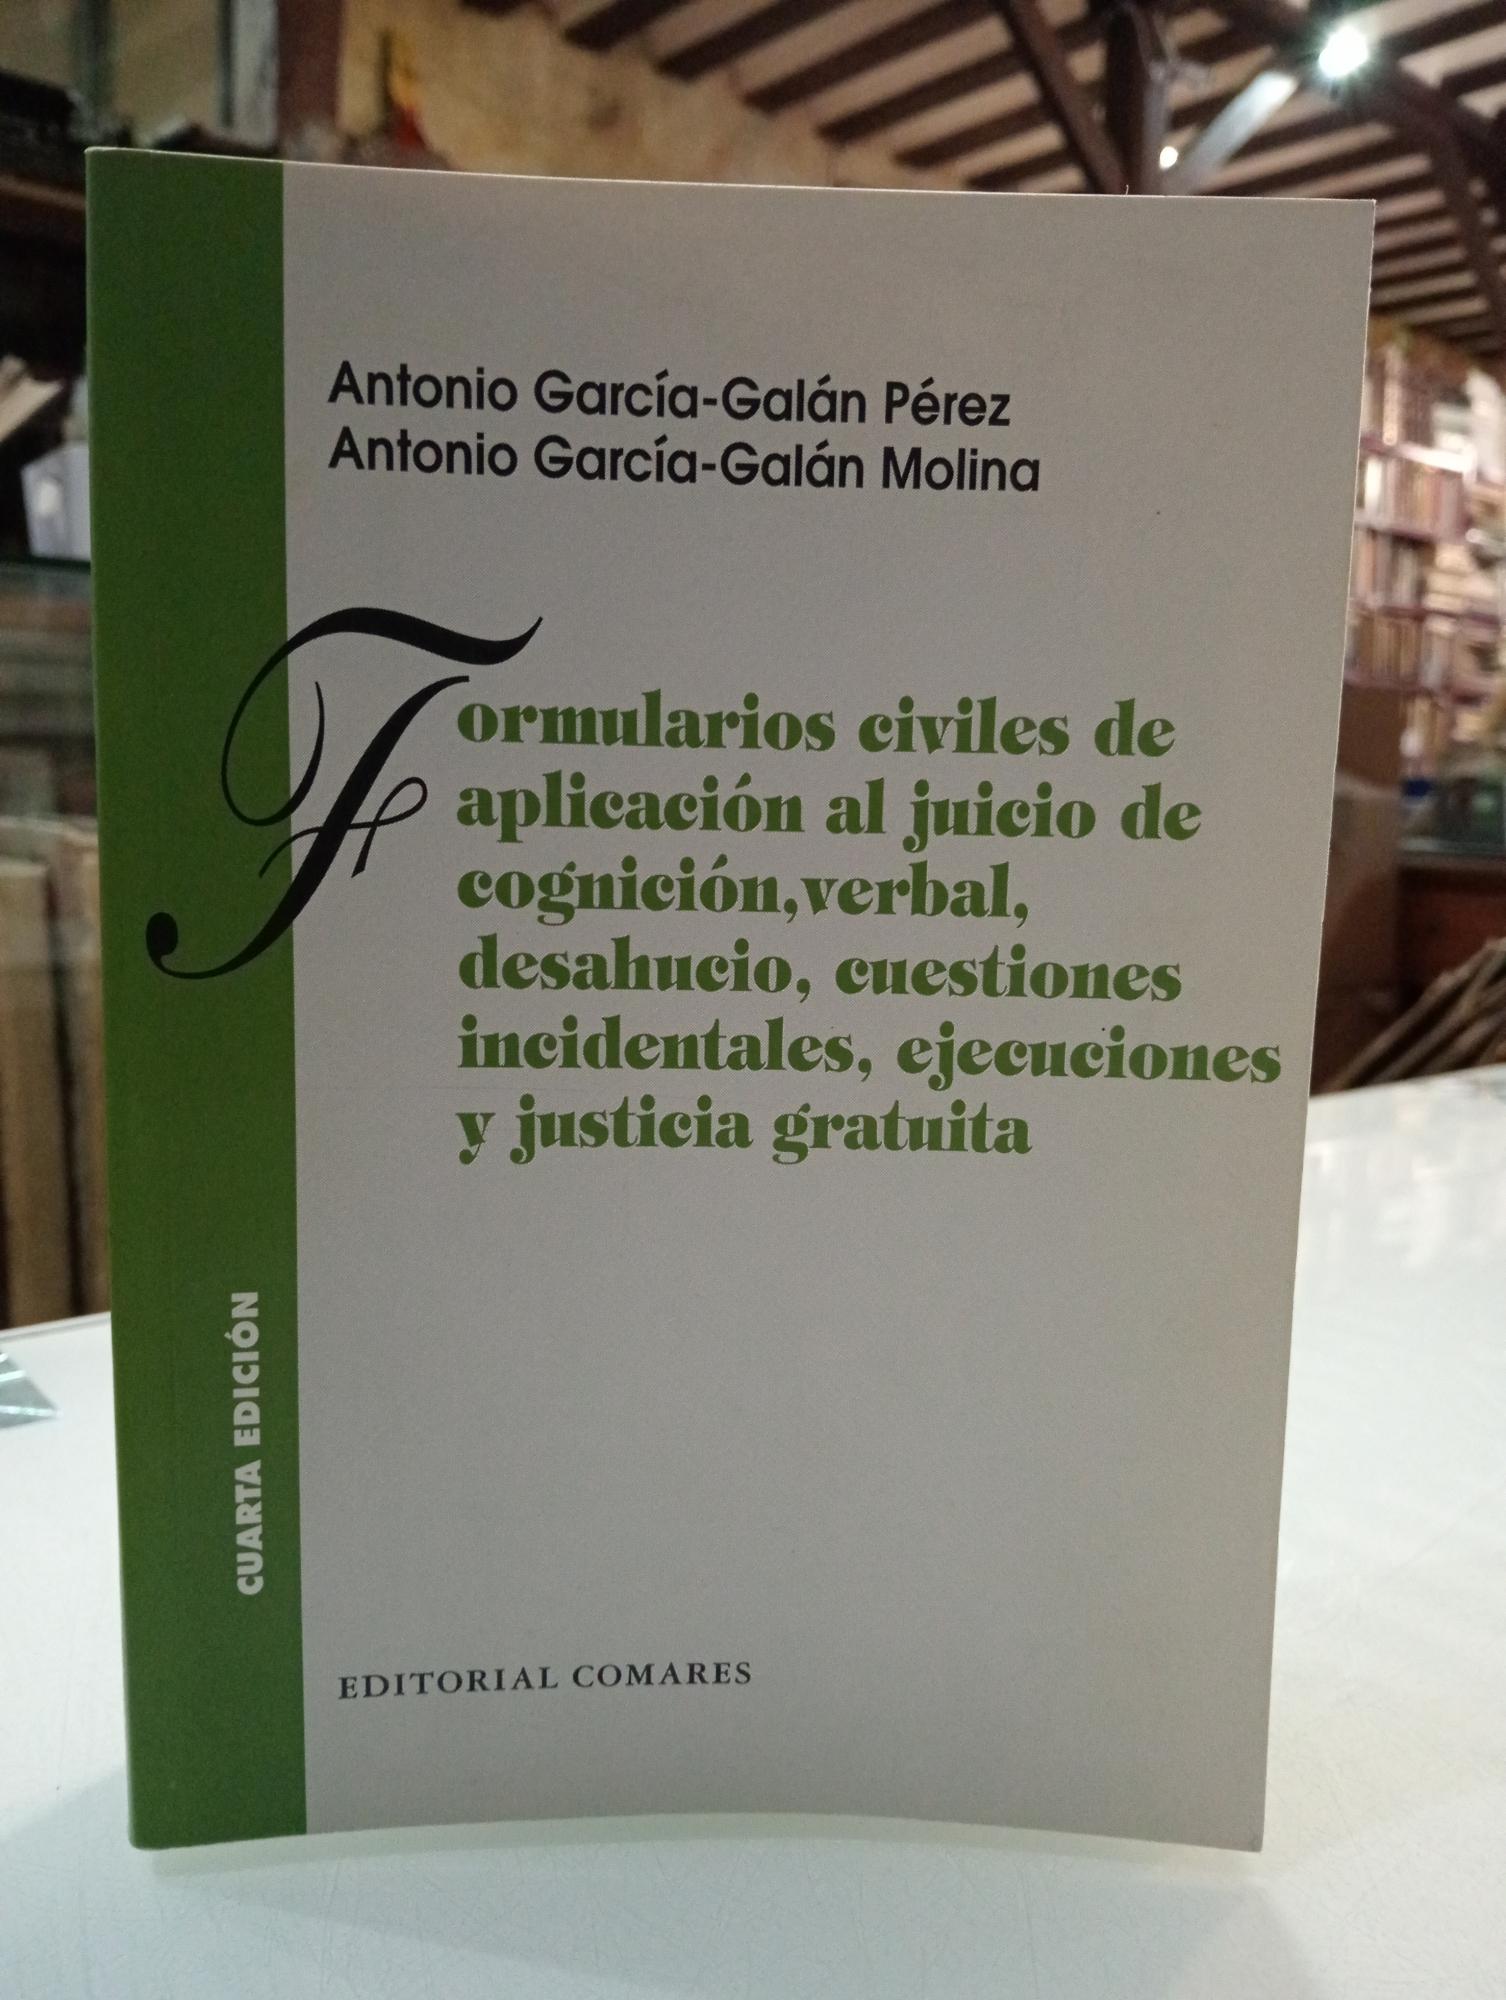 Antonio García-Galán Pérez
Antonio García-Galán Molina
Formularios civiles de
aplicación al juicio de
cognición,verbal,
desahucio, cuestiones
incidentales, ejecuciones
y justicia gratuita
CUARTA EDICIÓN
EDITORIAL COMARES